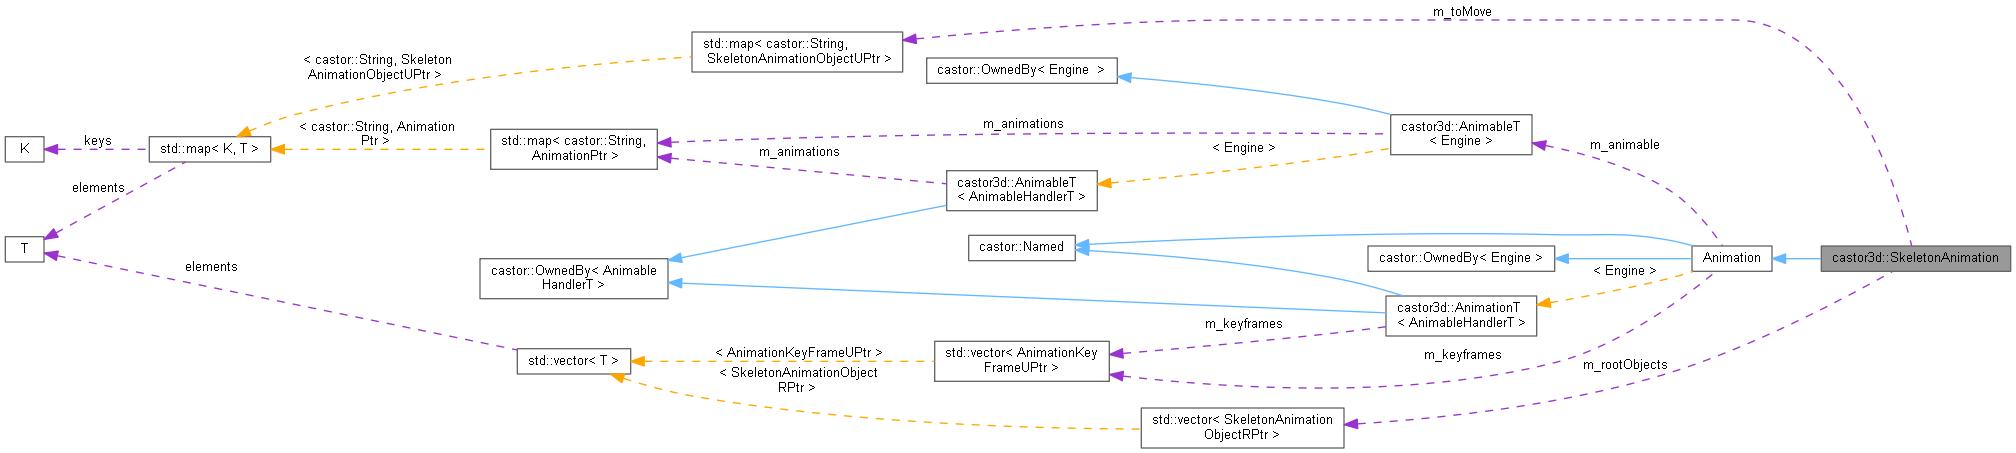 m_toMove
std::map< castor::String,
SkeletonAnimationObjectUPtr >
< castor::String, Skeleton
AnimationObjectUPtr >
castor::OwnedBy< Engine  >
< castor::String, Animation
Ptr >
m_animations
castor3d::AnimableT
< Engine >
keys
K
std::map< K, T >
std::map< castor::String,
AnimationPtr >
m_animations
< Engine >
m_animable
elements
castor3d::AnimableT
< AnimableHandlerT >
T
castor::Named
elements
castor::OwnedBy< Animable
HandlerT >
castor::OwnedBy< Engine >
Animation
castor3d::SkeletonAnimation
< Engine >
castor3d::AnimationT
< AnimableHandlerT >
m_keyframes
std::vector< T >
< AnimationKeyFrameUPtr >
std::vector< AnimationKey
FrameUPtr >
m_keyframes
< SkeletonAnimationObject
RPtr >
m_rootObjects
std::vector< SkeletonAnimation
ObjectRPtr >